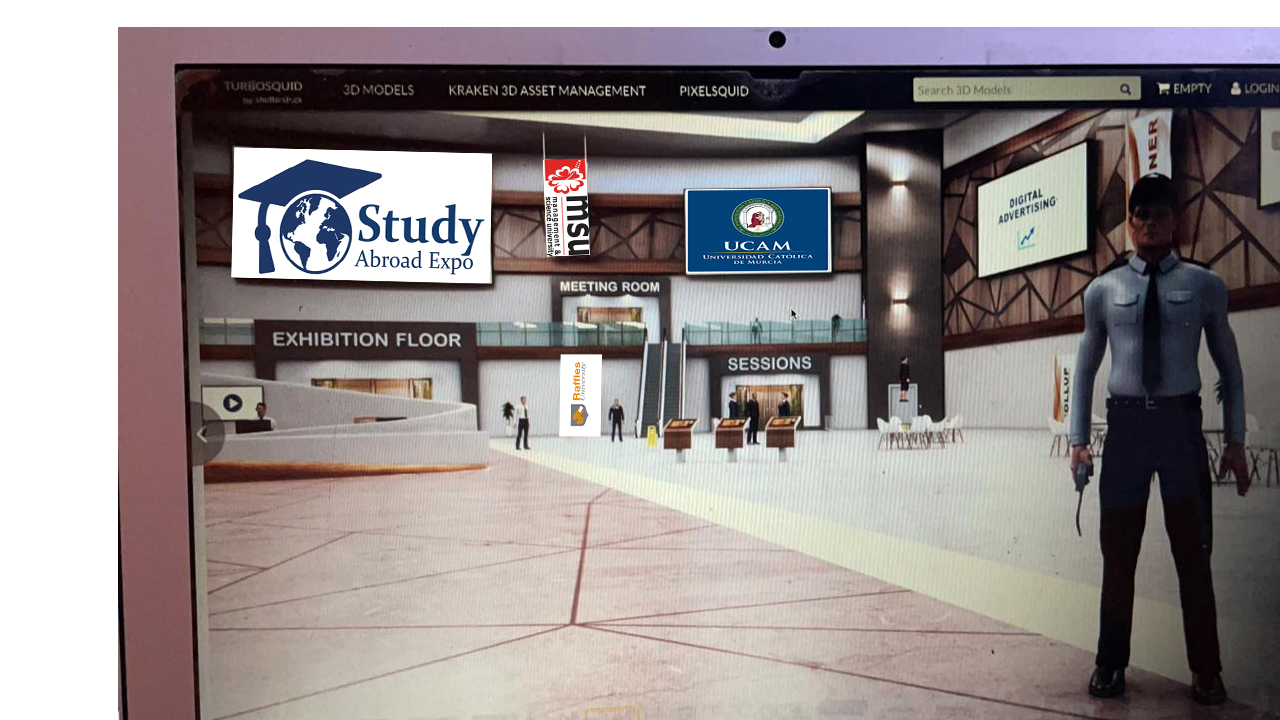 TURBOSQUID
by shutterstock
3D MODELS
KRAKEN 3D ASSET MANAGEMENT
PIXELSQUID
Search 3D Models
EMPTY
LOGIN
Study
Abroad Expo
msu
management &
science university
UCAM
UNIVERSIDAD CATÓLICA
DE MURCIA
DIGITAL
ADVERTISING
NER
MEETING ROOM
EXHIBITION FLOOR
SESSIONS
Raffles
University
OLLUP